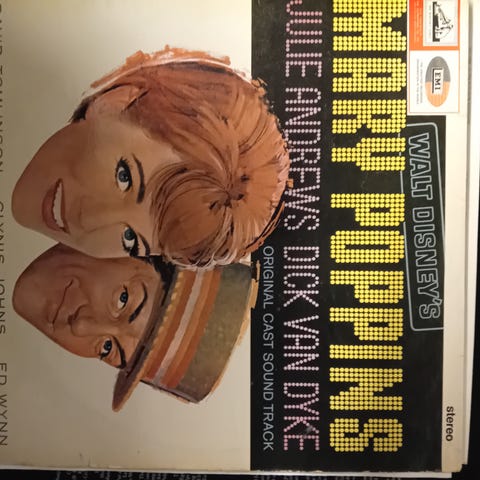 stereo
WALT DISNEY'S
EMI
MARY POPPINS
JULIE ANDREWS DICK VAN DYKE
ORIGINAL CAST SOUND TRACK
TOMLINSON GLYNIS JOHNS ED WYNN